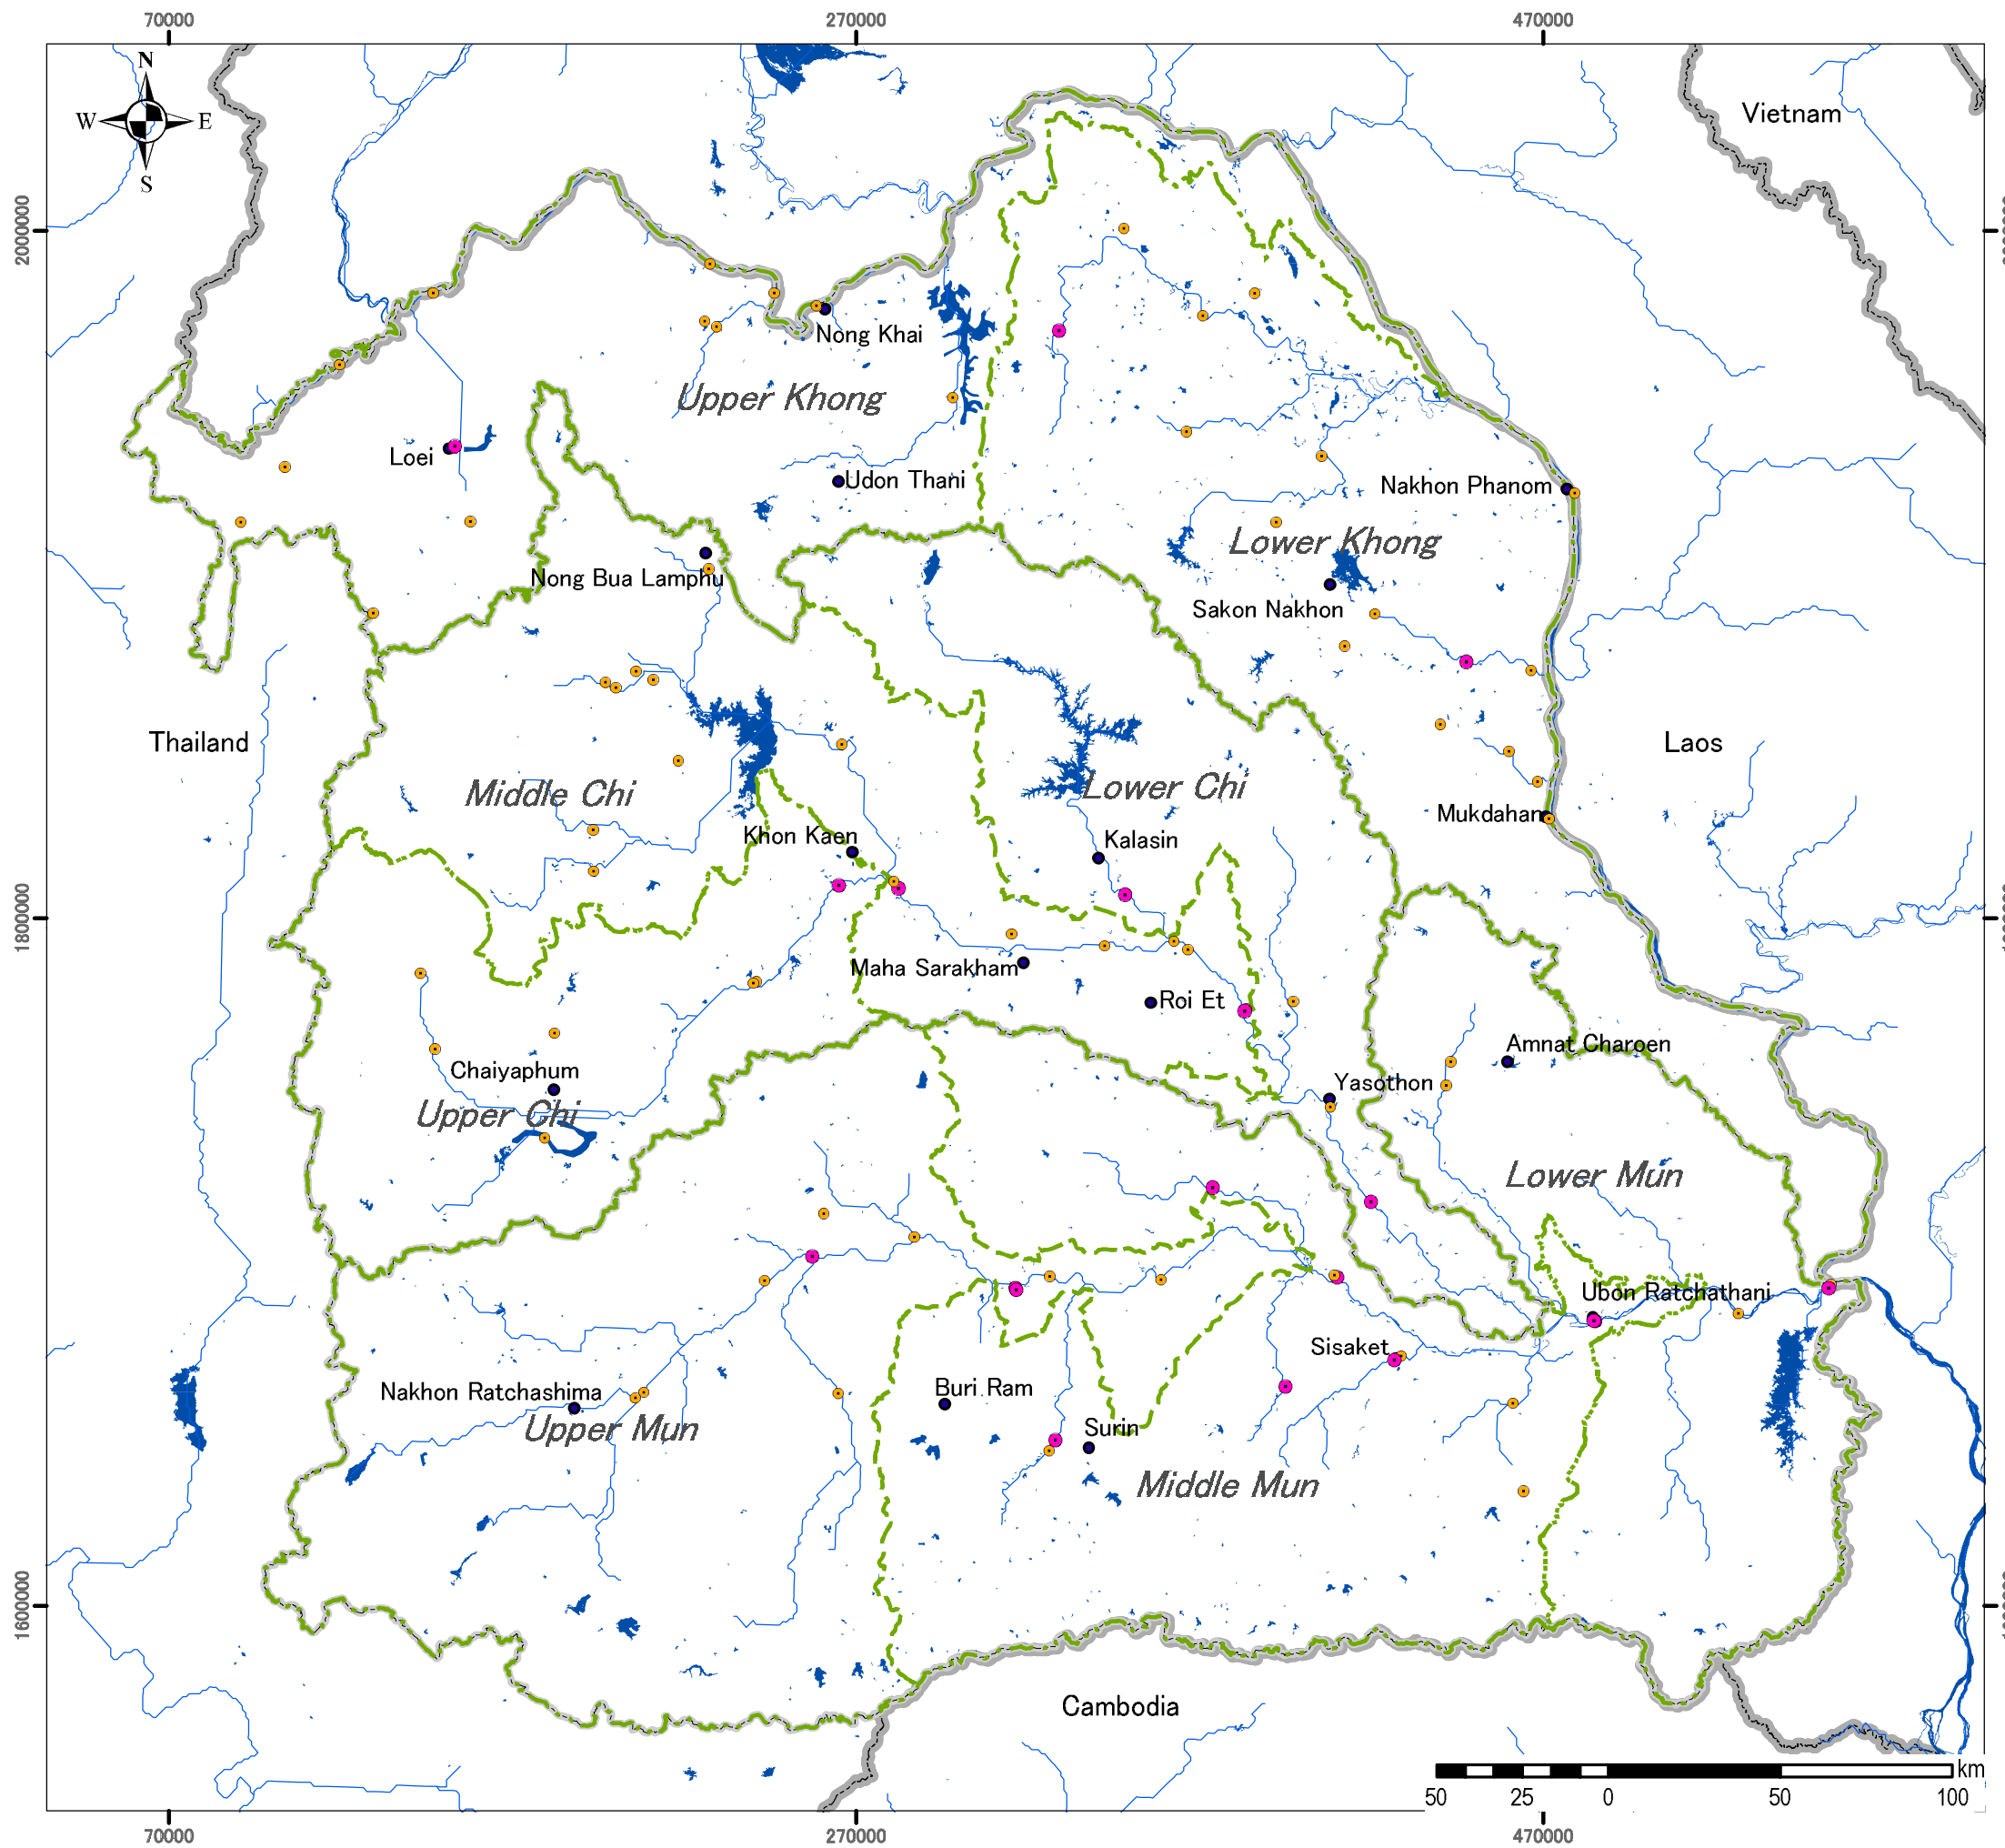 70000
270000
470000
N
W
E
S
Vietnam
2000000
Nong Khai
Upper Khong
Loei
Udon Thani
Nakhon Phanom
Lower Khong
Nong Bua Lamphu
Sakon Nakhon
Thailand
Laos
Middle Chi
Lower Chi
Mukdahan
Khon Kaen
Kalasin
1800000
Maha Sarakham
Roi Et
Amnat Charoen
Chaiyaphum
Yasothon
Upper Chi
Lower Mun
Ubon Ratchathani
Sisaket
Nakhon Ratchashima
Buri Ram
Upper Mun
Surin
Middle Mun
1600000
Cambodia
km
50
25
0
50
100
70000
270000
470000